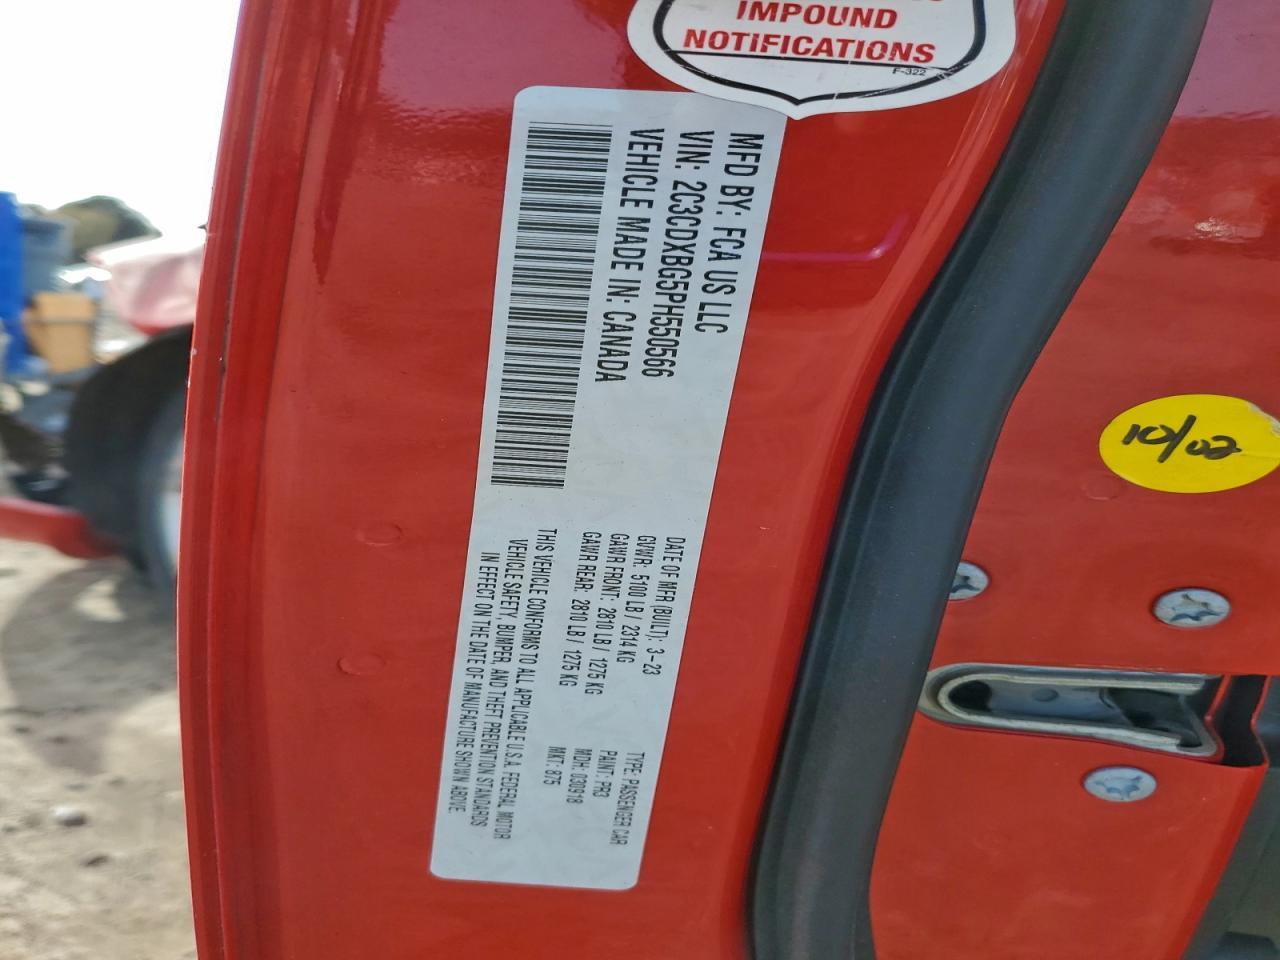 IMPOUND
NOTIFICATIONS
F-322
MFD BY: FCA US LLC
VIN: 2C3CDXBG5PH550566
VEHICLE MADE IN: CANADA
DATE OF MFR (BUILT): 3-23
GVWR: 5100 LB / 2314 KG
GAWR FRONT: 2810 LB / 1275 KG
GAWR REAR: 2810 LB / 1275 KG
TYPE: PASSENGER CAR
PAINT: PR3
MDH: 030918
MKT: 875
THIS VEHICLE CONFORMS TO ALL APPLICABLE U.S.A. FEDERAL MOTOR
VEHICLE SAFETY, BUMPER, AND THEFT PREVENTION STANDARDS
IN EFFECT ON THE DATE OF MANUFACTURE SHOWN ABOVE.
10/02